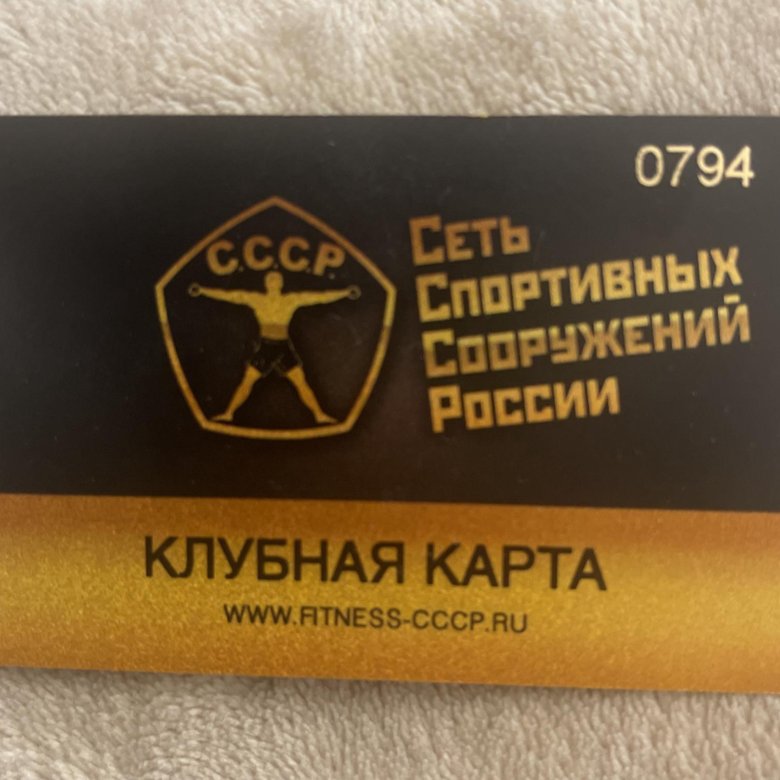 0794
С.С.С.Р.
Сеть
Спортивных
Сооружений
России
КЛУБНАЯ КАРТА
WWW.FITNESS-CCCP.RU